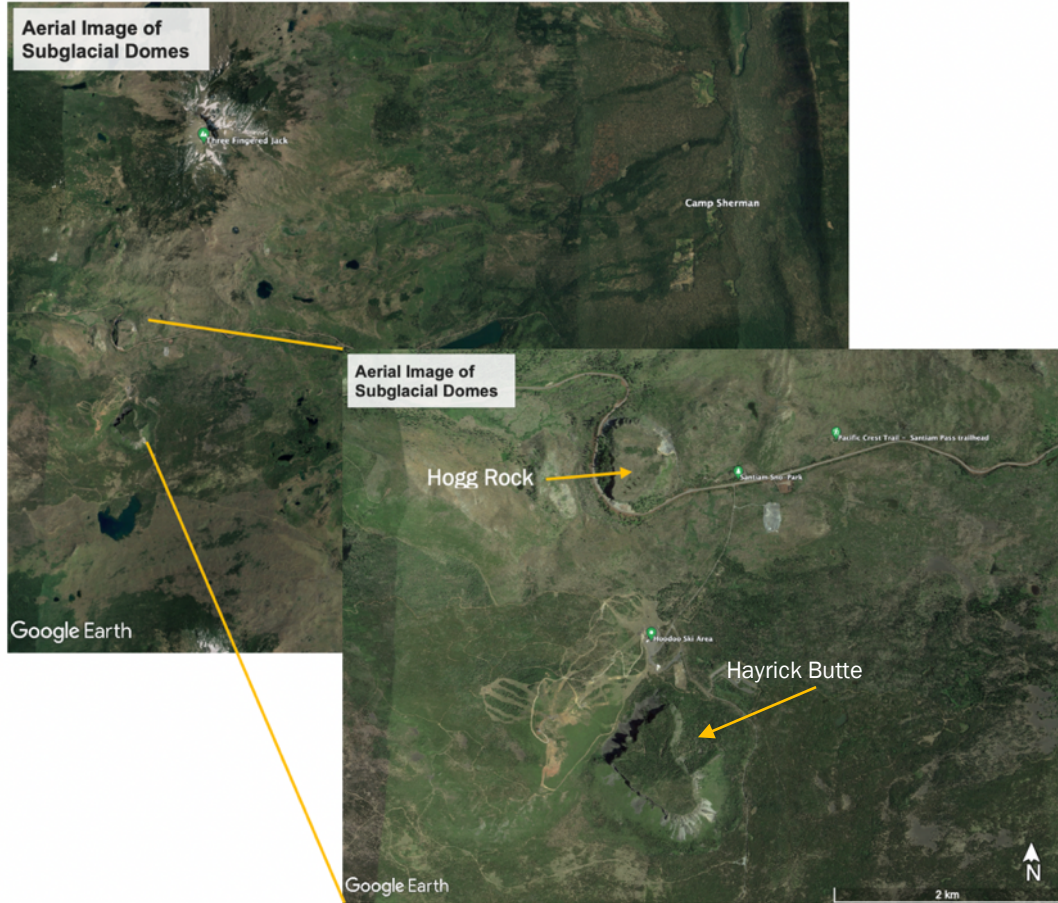 Aerial Image of
Subglacial Domes
Three Fingered Jack
Camp Sherman
Google Earth
Aerial Image of
Subglacial Domes
Hogg Rock
Pacific Crest Trail - Santiam Pass trailhead
Santiam Sno Park
Hoodoo Ski Area
Hayrick Butte
N
Google Earth
2 km